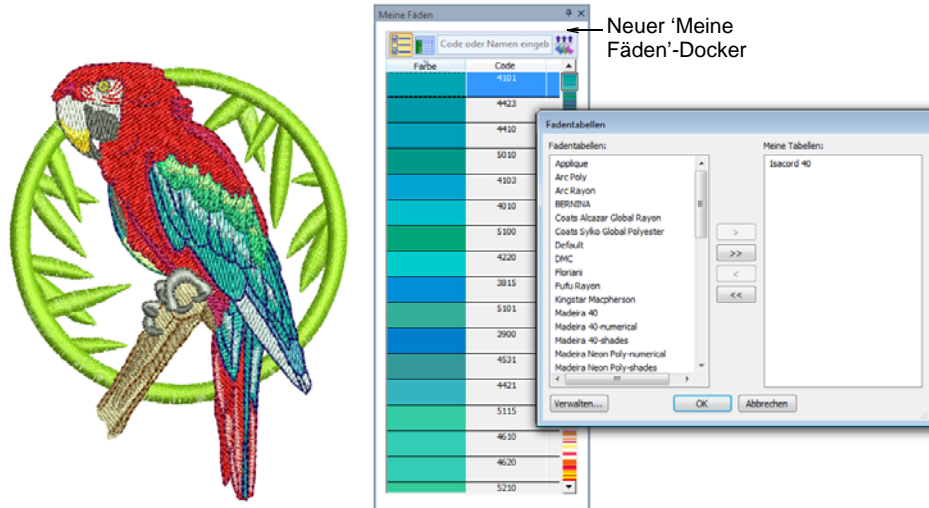 Meine Fäden
Neuer ‘Meine
Fäden’-Docker
Code oder Namen eingeb
Farbe Code
4101
4423
4410
5010
4103
4010
5100
4220
3815
5101
3900
4531
4421
5115
4610
4620
5210
Fadentabellen
Fadentabellen:
Applique
Arc Poly
Arc Rayon
BERNINA
Coats Alcazar Global Rayon
Coats Sylko Global Polyester
Default
DMC
Floriani
Fufu Rayon
Kingstar Macpherson
Madeira 40
Madeira 40-numerical
Madeira 40-shades
Madeira Neon Poly-numerical
Madeira Neon Poly-shades
>
>>
<
<<
Meine Tabellen:
Isacord 40
Verwalten...
OK
Abbrechen